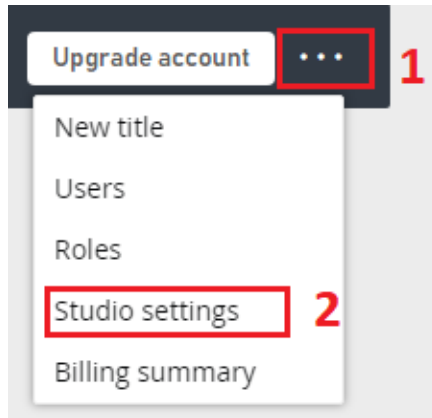 Upgrade account ... 1
New title
Users
Roles
Studio settings 2
Billing summary